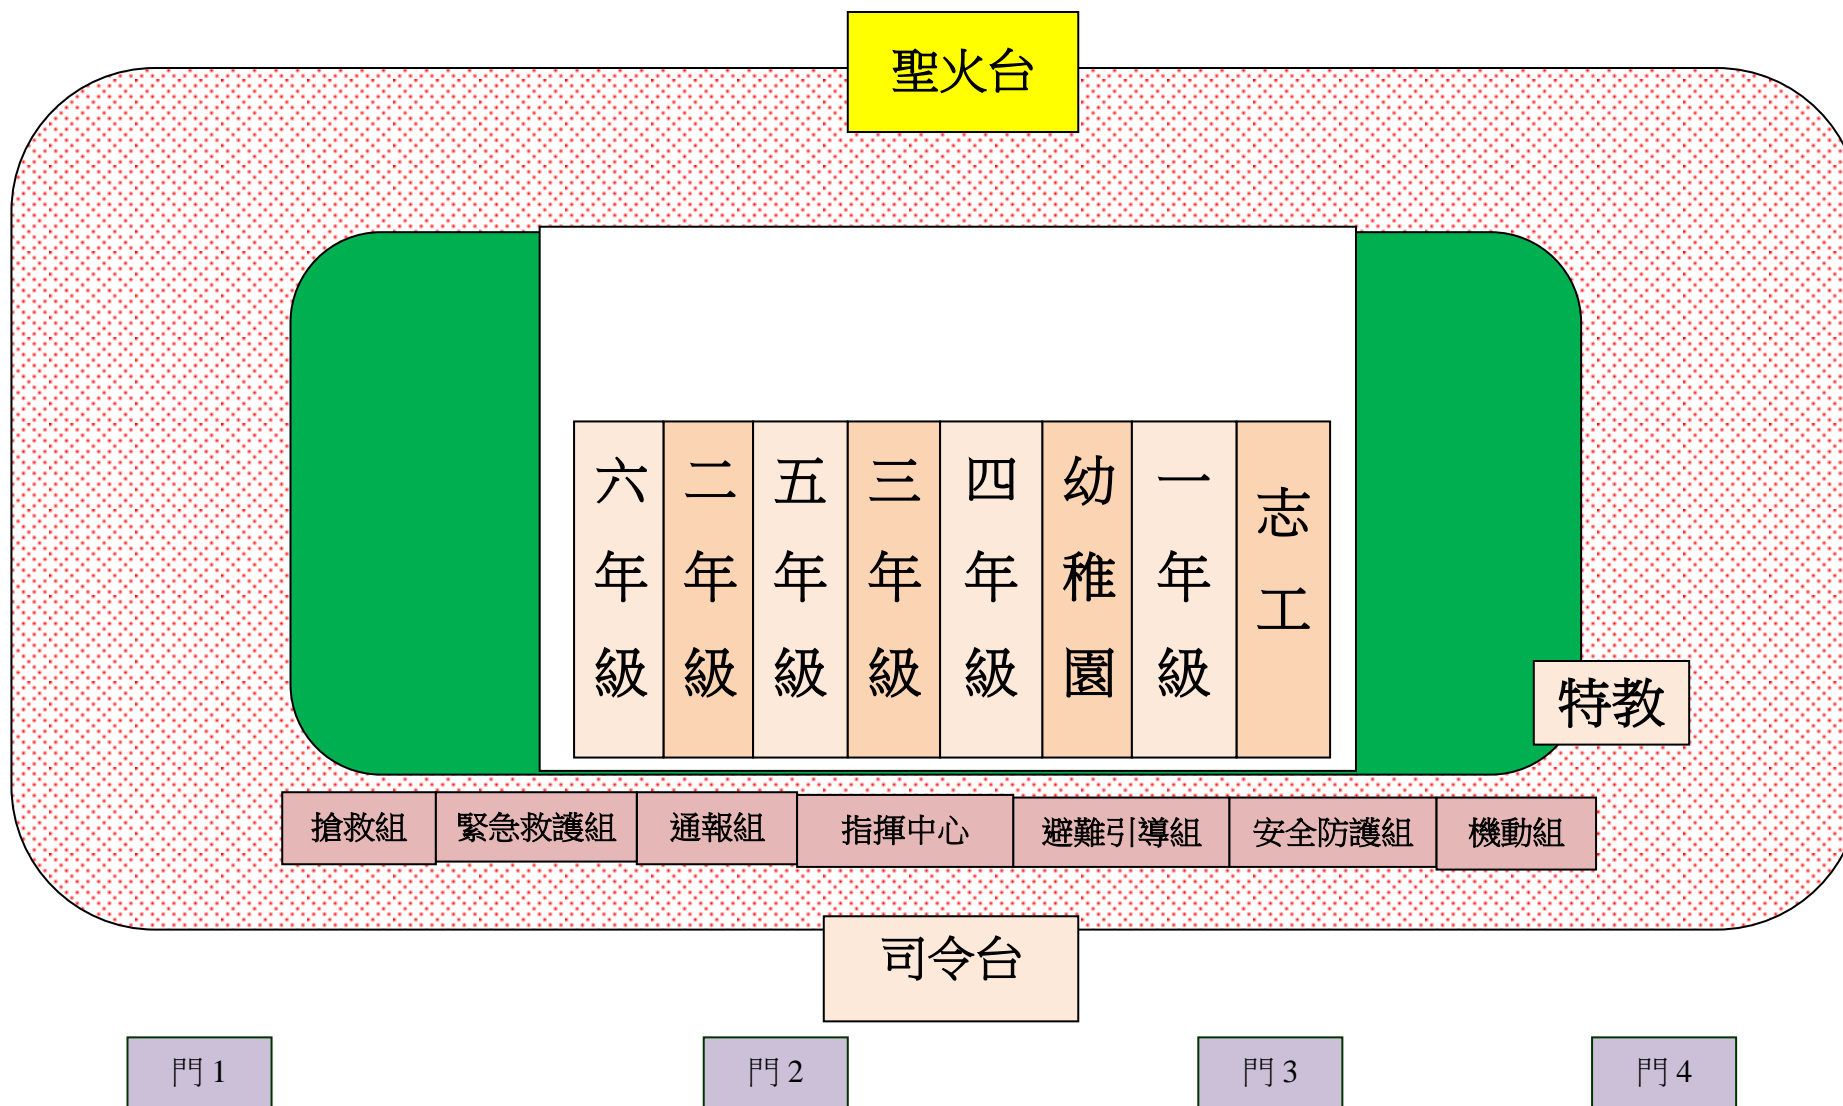 聖火台
六年級
二年級
五年級
三年級
四年級
幼稚園
一年級
志工
特教
搶救組
緊急救護組
通報組
指揮中心
避難引導組
安全防護組
機動組
司令台
門1
門2
門3
門4